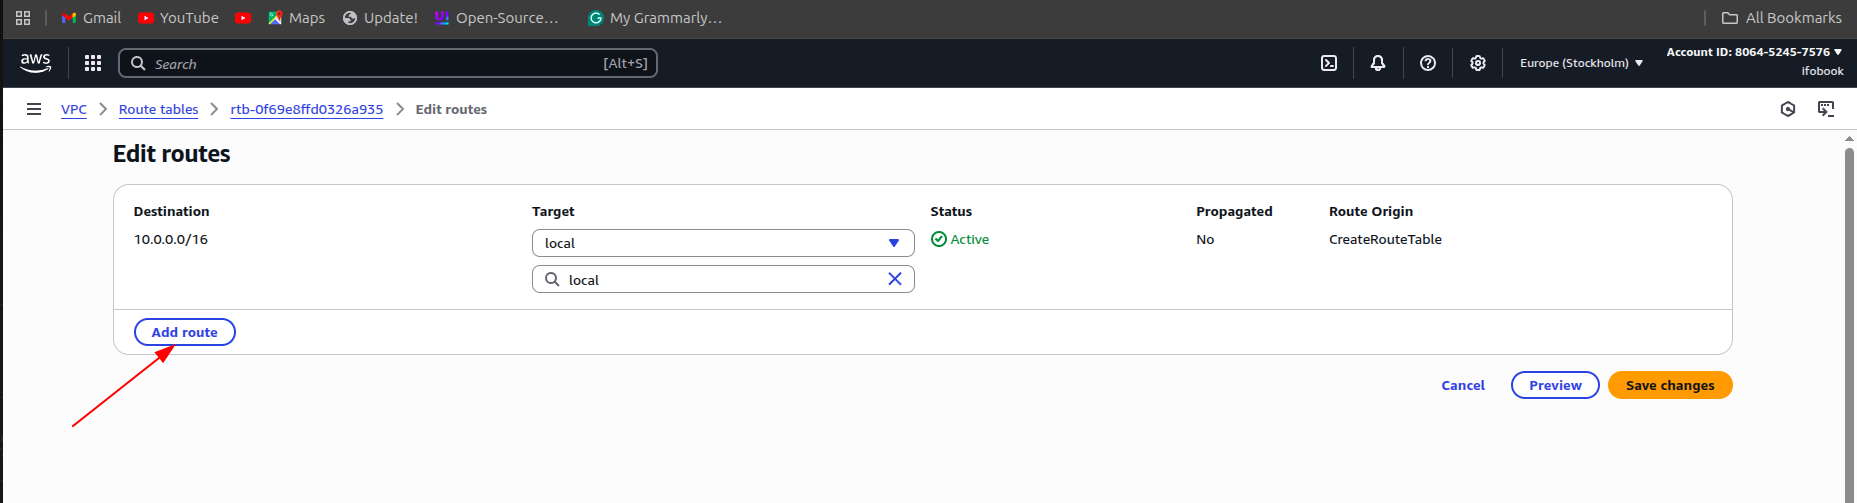 Gmail YouTube Maps Update! Open-Source... My Grammarly... All Bookmarks
aws Search [Alt+S] Europe (Stockholm) Account ID: 8064-5245-7576
ifobook
VPC Route tables rtb-0f69e8ffd0326a935 Edit routes
Edit routes
Destination Target Status Propagated Route Origin
10.0.0.0/16 local Active No CreateRouteTable
local
Add route
Cancel Preview Save changes